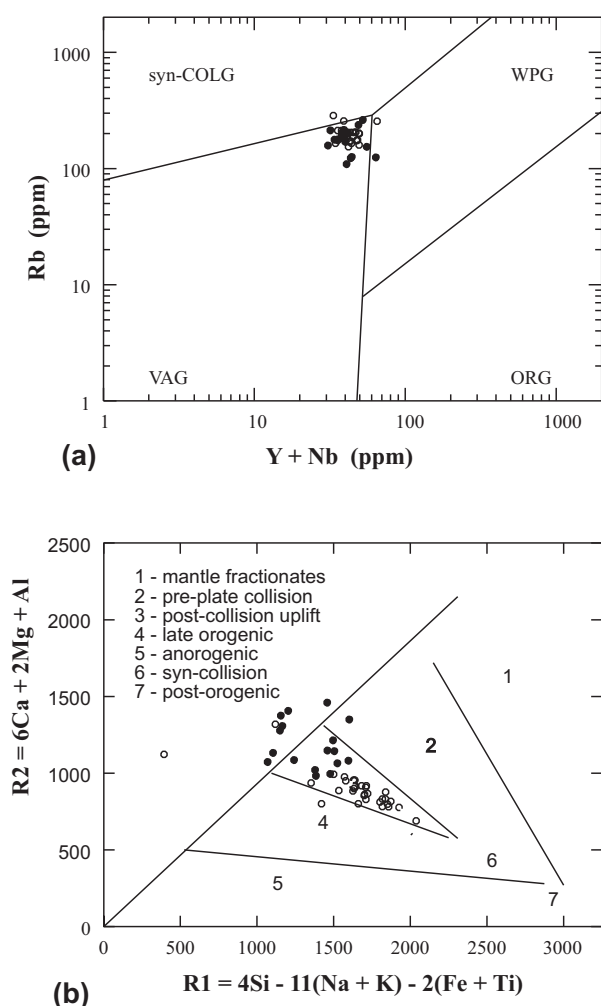 1000
100
10
1
Rb (ppm)
syn-COLG
WPG
VAG
ORG
1
10
100
1000
Y + Nb (ppm)
(a)
2500
2000
1500
1000
500
0
R2 = 6Ca + 2Mg + Al
1 - mantle fractionates
2 - pre-plate collision
3 - post-collision uplift
4 - late orogenic
5 - anorogenic
6 - syn-collision
7 - post-orogenic
1
2
3
4
6
5
7
0
500
1000
1500
2000
2500
3000
R1 = 4Si - 11(Na + K) - 2(Fe + Ti)
(b)